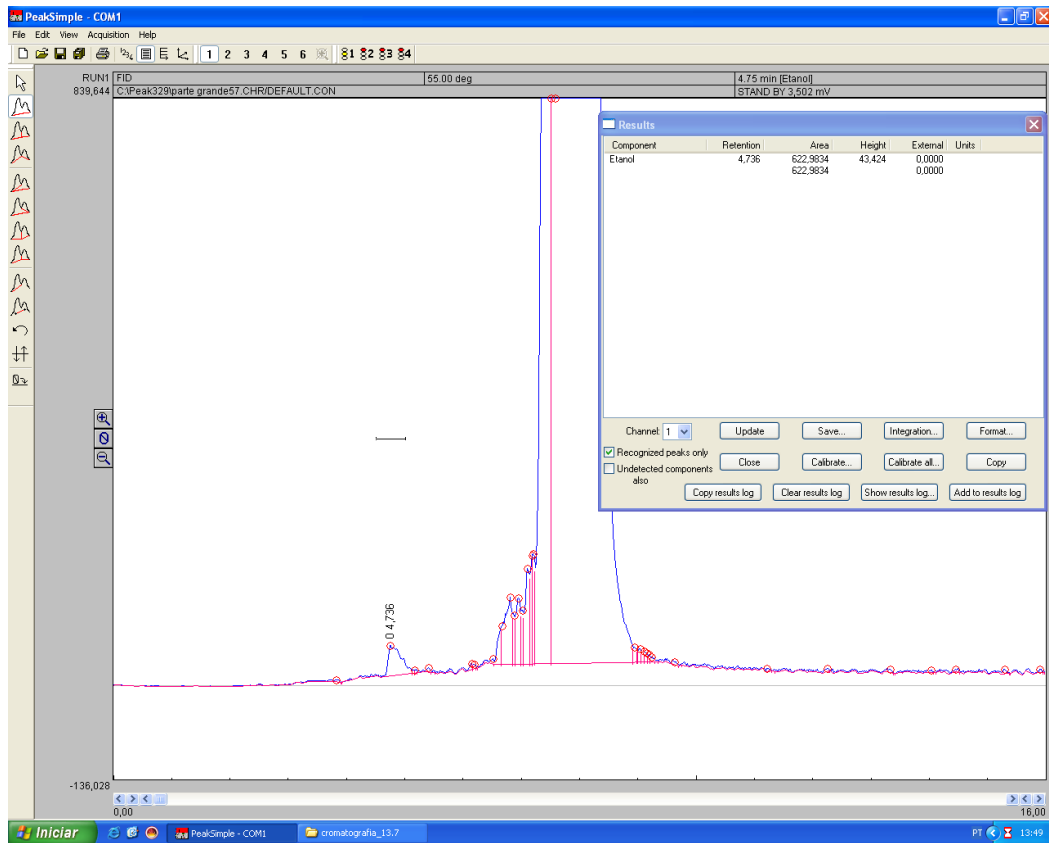 PeakSimple - COM1
File Edit View Acquisition Help
1 2 3 4 5 6 1 2 3 4
RUN1 FID 55.00 deg 4.75 min [Etanol]
839,644 C:\Peak329\parte grande57.CHR/DEFAULT.CON STAND BY 3,502 mV
Results
Component Retention Area Height External Units
Etanol 4,736 622,9834 43,424 0,0000
622,9834 0,0000
Channel: 1 Update Save... Integration... Format...
Recognized peaks only
Undetected components also
Close Calibrate... Calibrate all... Copy
Copy results log Clear results log Show results log... Add to results log
0 4,736
-136,028
0,00 16,00
Iniciar PeakSimple - COM1 cromatografia_13.7 PT 13:49